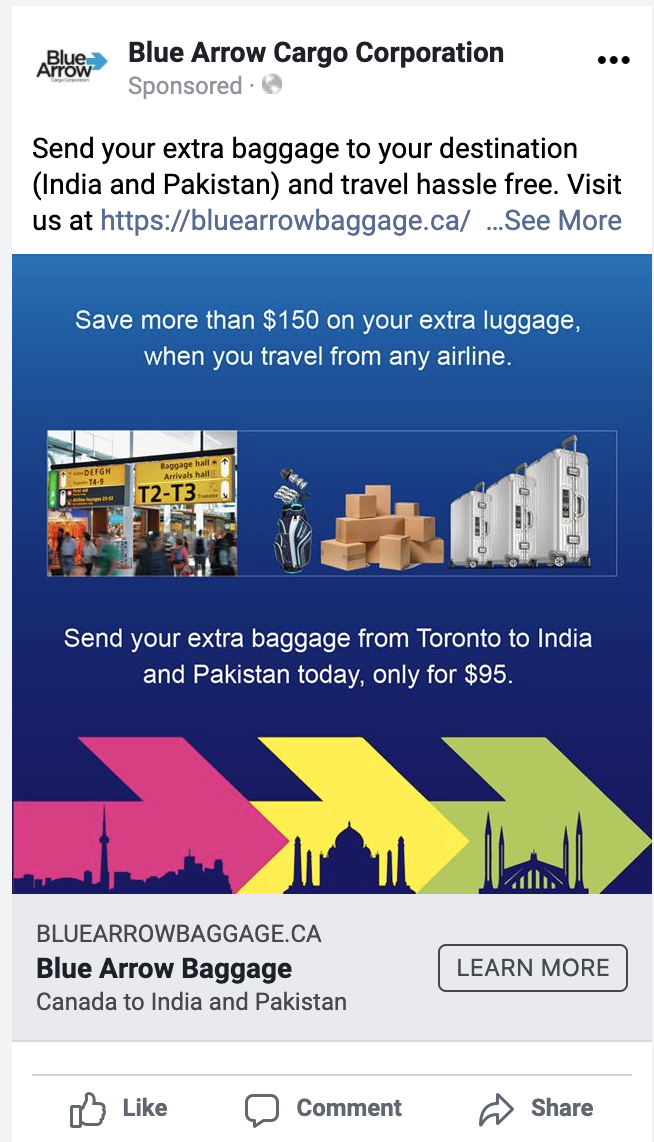 Blue
Arrow
Cargo Corporation
Blue Arrow Cargo Corporation
Sponsored ·
Send your extra baggage to your destination
(India and Pakistan) and travel hassle free. Visit
us at https://bluearrowbaggage.ca/ ...See More
Save more than $150 on your extra luggage,
when you travel from any airline.
DEFGH
T4-9
Baggage hall
Arrivals hall
T2-T3
Transfer
Send your extra baggage from Toronto to India
and Pakistan today, only for $95.
BLUEARROWBAGGAGE.CA
Blue Arrow Baggage
Canada to India and Pakistan
LEARN MORE
Like
Comment
Share